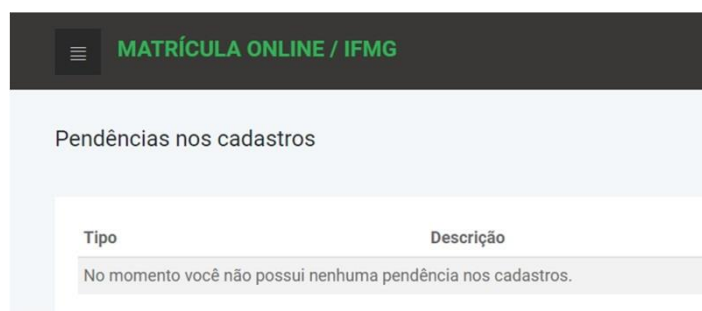 MATRÍCULA ONLINE / IFMG
Pendências nos cadastros
Tipo Descrição
No momento você não possui nenhuma pendência nos cadastros.